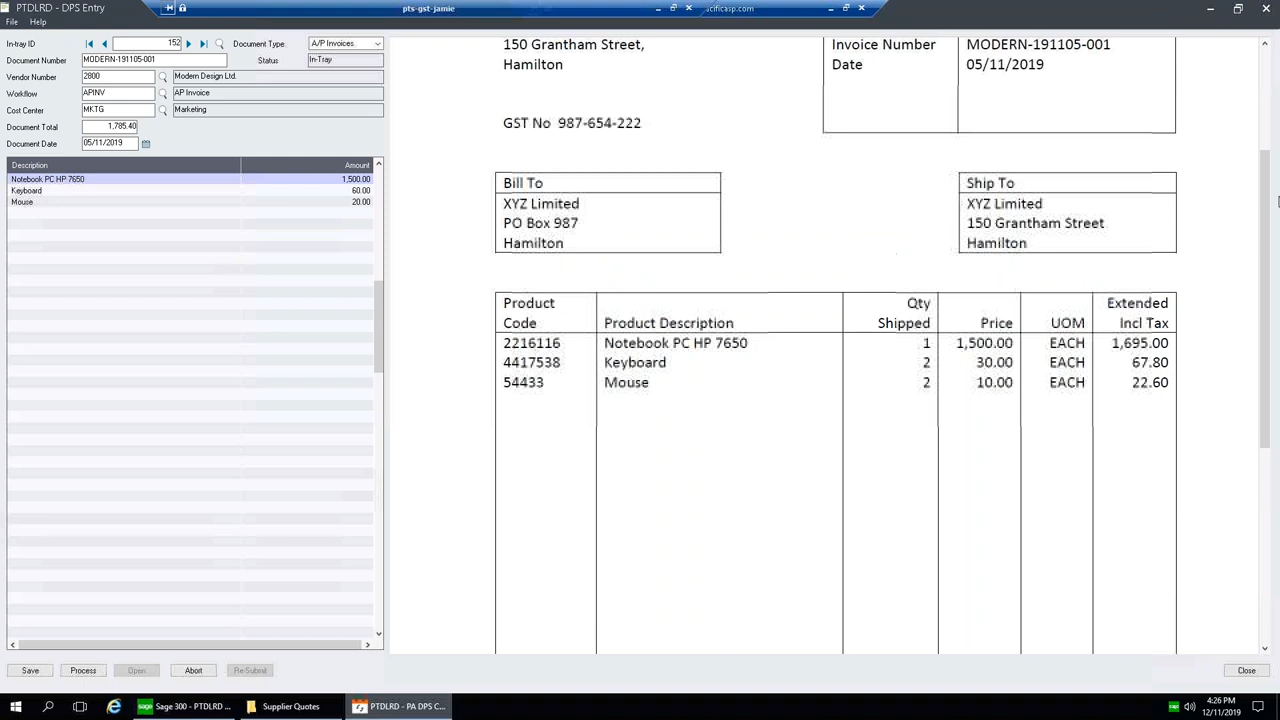 PTDLRD - DPS Entry
pts-gst-jamie
acificasp.com
File Help
In-tray ID 152 Document Type A/P Invoices
Document Number MODERN-191105-001 Status In-Tray
Vendor Number 2800 Modern Design Ltd.
Workflow APINV AP Invoice
Cost Center MKTG Marketing
Document Total 1,785.40
Document Date 05/11/2019
Description Amount
Notebook PC HP 7650 1,500.00
Keyboard 60.00
Mouse 20.00
Save Process Open Abort Re-Submit
150 Grantham Street,
Hamilton
Invoice Number MODERN-191105-001
Date 05/11/2019
GST No 987-654-222
Bill To
XYZ Limited
PO Box 987
Hamilton
Ship To
XYZ Limited
150 Grantham Street
Hamilton
Product Code Product Description Qty Shipped Price UOM Extended Incl Tax
2216116 Notebook PC HP 7650 1 1,500.00 EACH 1,695.00
4417538 Keyboard 2 30.00 EACH 67.80
54433 Mouse 2 10.00 EACH 22.60
Close
sage Sage 300 - PTDLRD ... Supplier Quotes PTDLRD - PA DPS C...
4:26 PM
12/11/2019